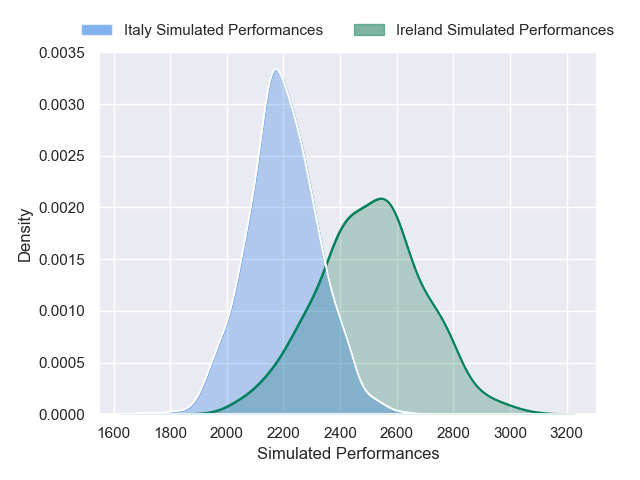 Italy Simulated Performances Ireland Simulated Performances
0.0035
0.0030
0.0025
0.0020
0.0015
0.0010
0.0005
0.0000
Density
1600 1800 2000 2200 2400 2600 2800 3000 3200
Simulated Performances